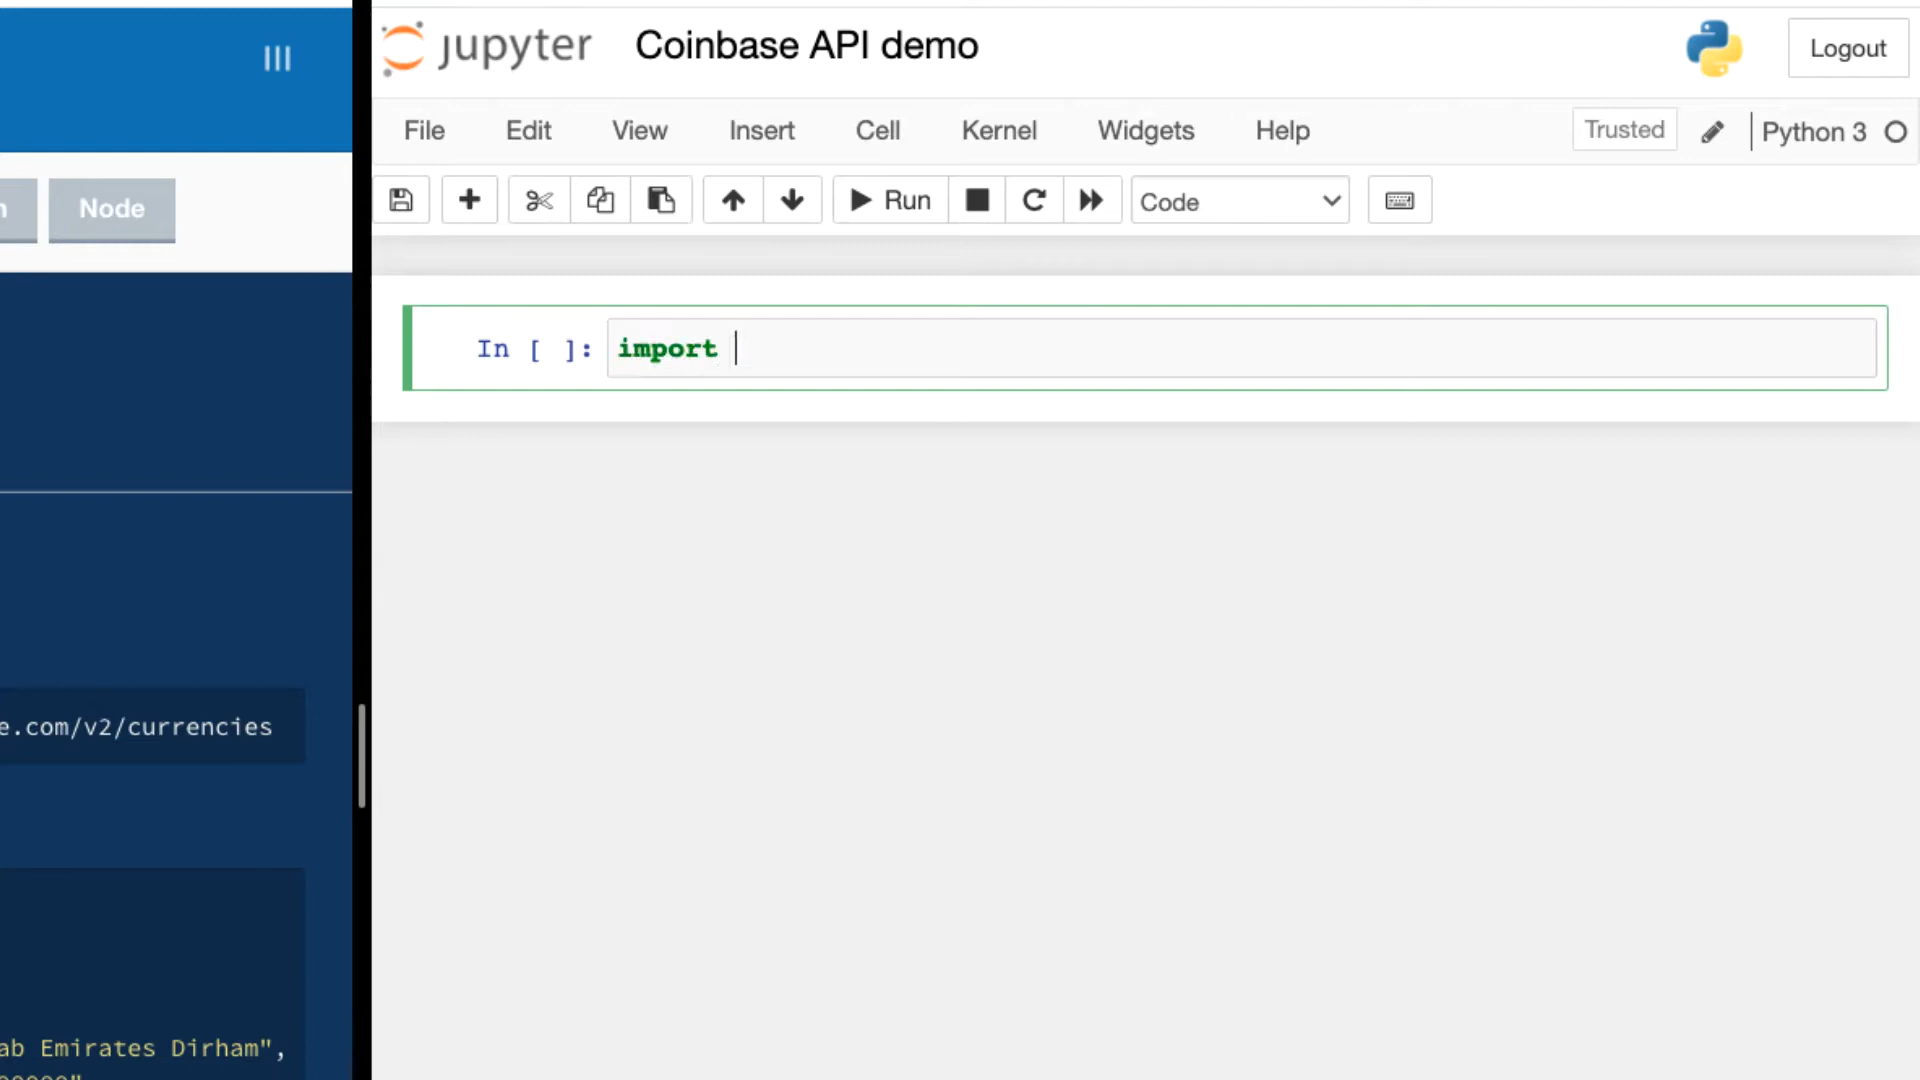 jupyter Coinbase API demo Logout
File Edit View Insert Cell Kernel Widgets Help Trusted Python 3
Run Code
Node
In [ ]: import
e.com/v2/currencies
ab Emirates Dirham",